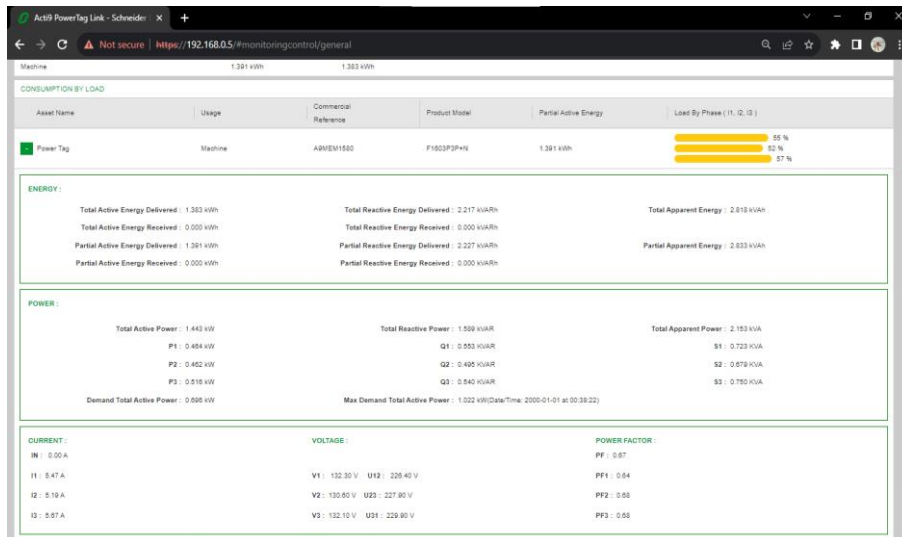 Acti9 PowerTag Link - Schneider
Not secure | https://192.168.0.5/#monitoringcontrol/general
Machine 1.391 kWh 1.383 kWh
CONSUMPTION BY LOAD
Asset Name Usage Commercial Reference Product Model Partial Active Energy Load By Phase ( I1, I2, I3 )
55 %
Power Tag Machine A9MEM1580 F1603P3P+N 1.391 kWh 52 %
57 %
ENERGY :
Total Active Energy Delivered : 1.383 kWh Total Reactive Energy Delivered : 2.217 kVARh Total Apparent Energy : 2.818 kVAh
Total Active Energy Received : 0.000 kWh Total Reactive Energy Received : 0.000 kVARh
Partial Active Energy Delivered : 1.391 kWh Partial Reactive Energy Delivered : 2.227 kVARh Partial Apparent Energy : 2.833 kVAh
Partial Active Energy Received : 0.000 kWh Partial Reactive Energy Received : 0.000 kVARh
POWER :
Total Active Power : 1.443 kW Total Reactive Power : 1.589 kVAR Total Apparent Power : 2.153 kVA
P1 : 0.464 kW Q1 : 0.553 KVAR S1 : 0.723 KVA
P2 : 0.462 kW Q2 : 0.495 KVAR S2 : 0.679 KVA
P3 : 0.516 kW Q3 : 0.540 KVAR S3 : 0.750 KVA
Demand Total Active Power : 0.696 kW Max Demand Total Active Power : 1.022 kW(Date/Time: 2000-01-01 at 00:38:22)
CURRENT : VOLTAGE : POWER FACTOR :
IN : 0.00 A PF : 0.67
I1 : 5.47 A V1 : 132.30 V U12 : 226.40 V PF1 : 0.64
I2 : 5.19 A V2 : 130.60 V U23 : 227.90 V PF2 : 0.68
I3 : 5.67 A V3 : 132.10 V U31 : 229.90 V PF3 : 0.68